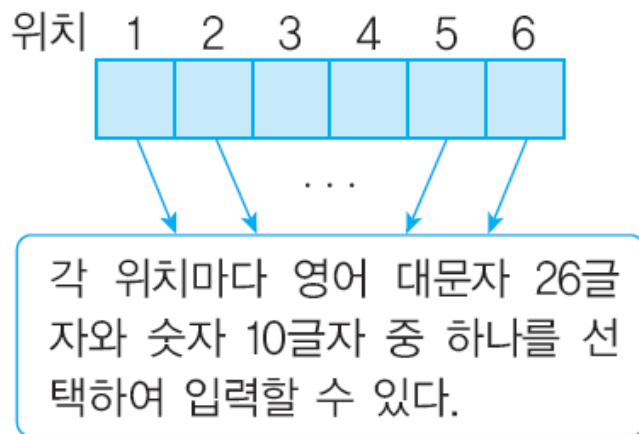 위치 1 2 3 4 5 6
...
각 위치마다 영어 대문자 26글
자와 숫자 10글자 중 하나를 선
택하여 입력할 수 있다.